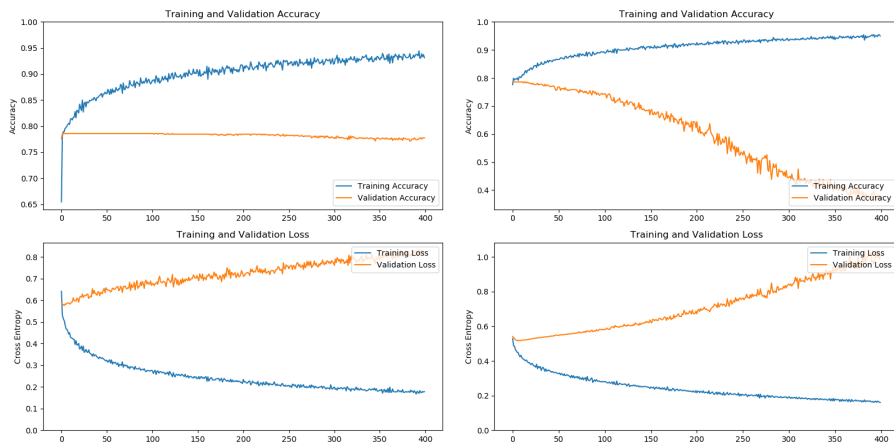 Training and Validation Accuracy
Accuracy
0.95
0.90
0.85
0.80
0.75
0.70
0.65
0 50 100 150 200 250 300 350 400
Training Accuracy
Validation Accuracy
Training and Validation Accuracy
Accuracy
1.0
0.9
0.8
0.7
0.6
0.5
0.4
0 50 100 150 200 250 300 350 400
Training Accuracy
Validation Accuracy
Training and Validation Loss
Cross Entropy
0.8
0.7
0.6
0.5
0.4
0.3
0.2
0.1
0.0
0 50 100 150 200 250 300 350 400
Training Loss
Validation Loss
Training and Validation Loss
Cross Entropy
1.0
0.8
0.6
0.4
0.2
0.0
0 50 100 150 200 250 300 350 400
Training Loss
Validation Loss